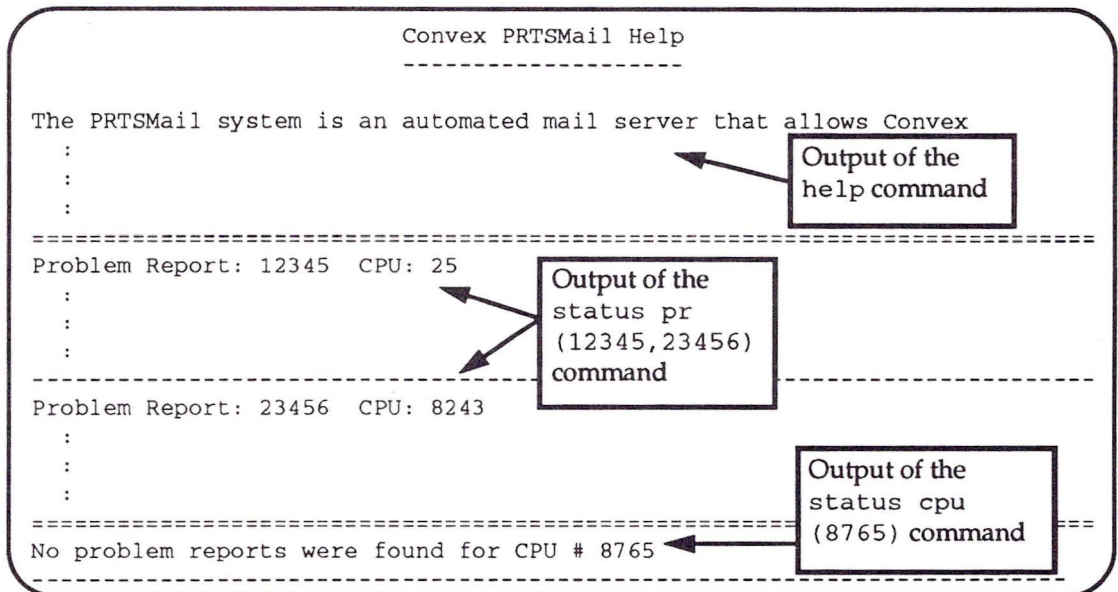 Convex PRTSMail Help
--------------------
The PRTSMail system is an automated mail server that allows Convex
:
:
:
Output of the
help command
==========================================================================
Problem Report: 12345  CPU: 25
:
:
:
Output of the
status pr
(12345,23456)
command
--------------------------------------------------------------------------
Problem Report: 23456  CPU: 8243
:
:
:
Output of the
status cpu
(8765) command
==========================================================================
No problem reports were found for CPU # 8765
------------------------------------------------------------------------